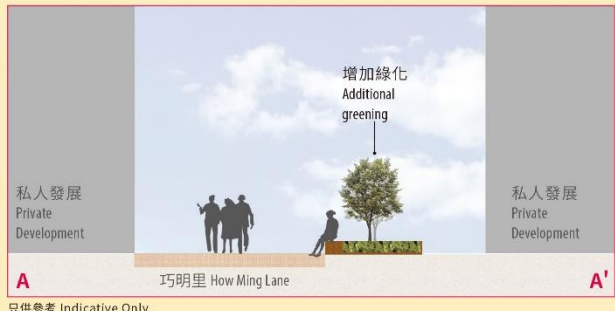 增加綠化
Additional
greening
私人發展
Private
Development
私人發展
Private
Development
A
巧明里 How Ming Lane
A'
只供參考 Indicative Only